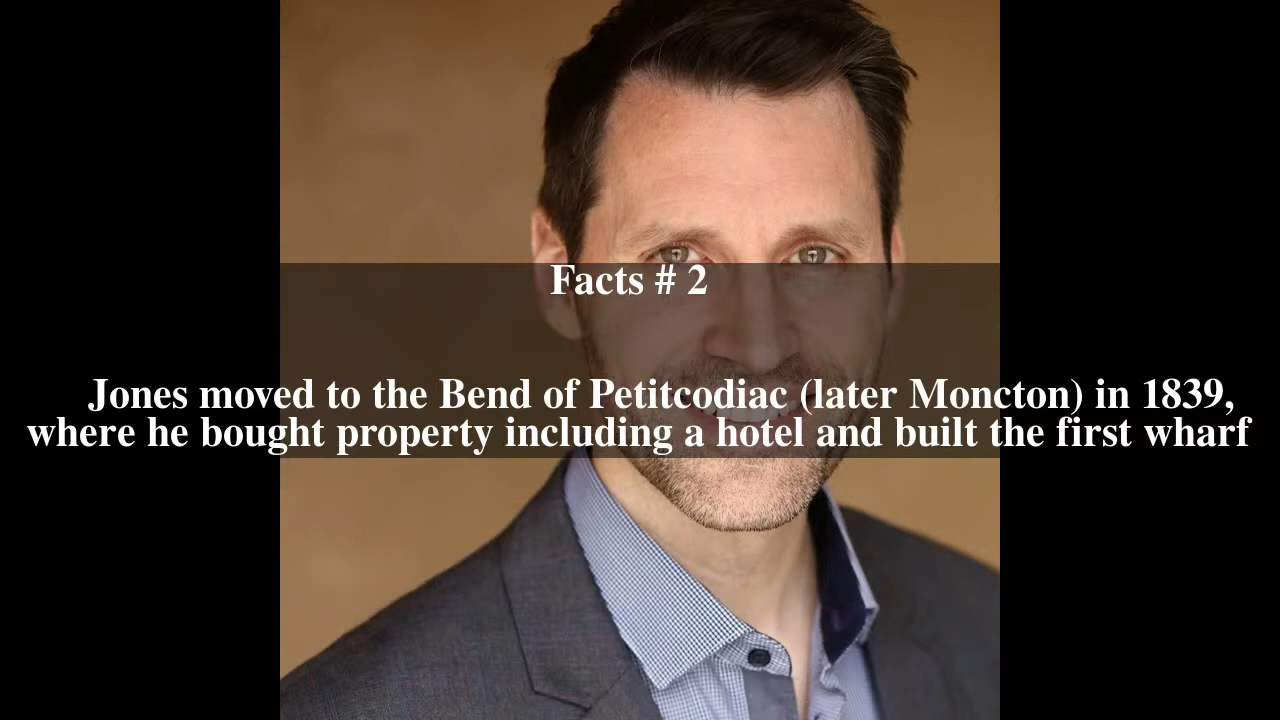 Facts # 2
Jones moved to the Bend of Petitcodiac (later Moncton) in 1839,
where he bought property including a hotel and built the first wharf